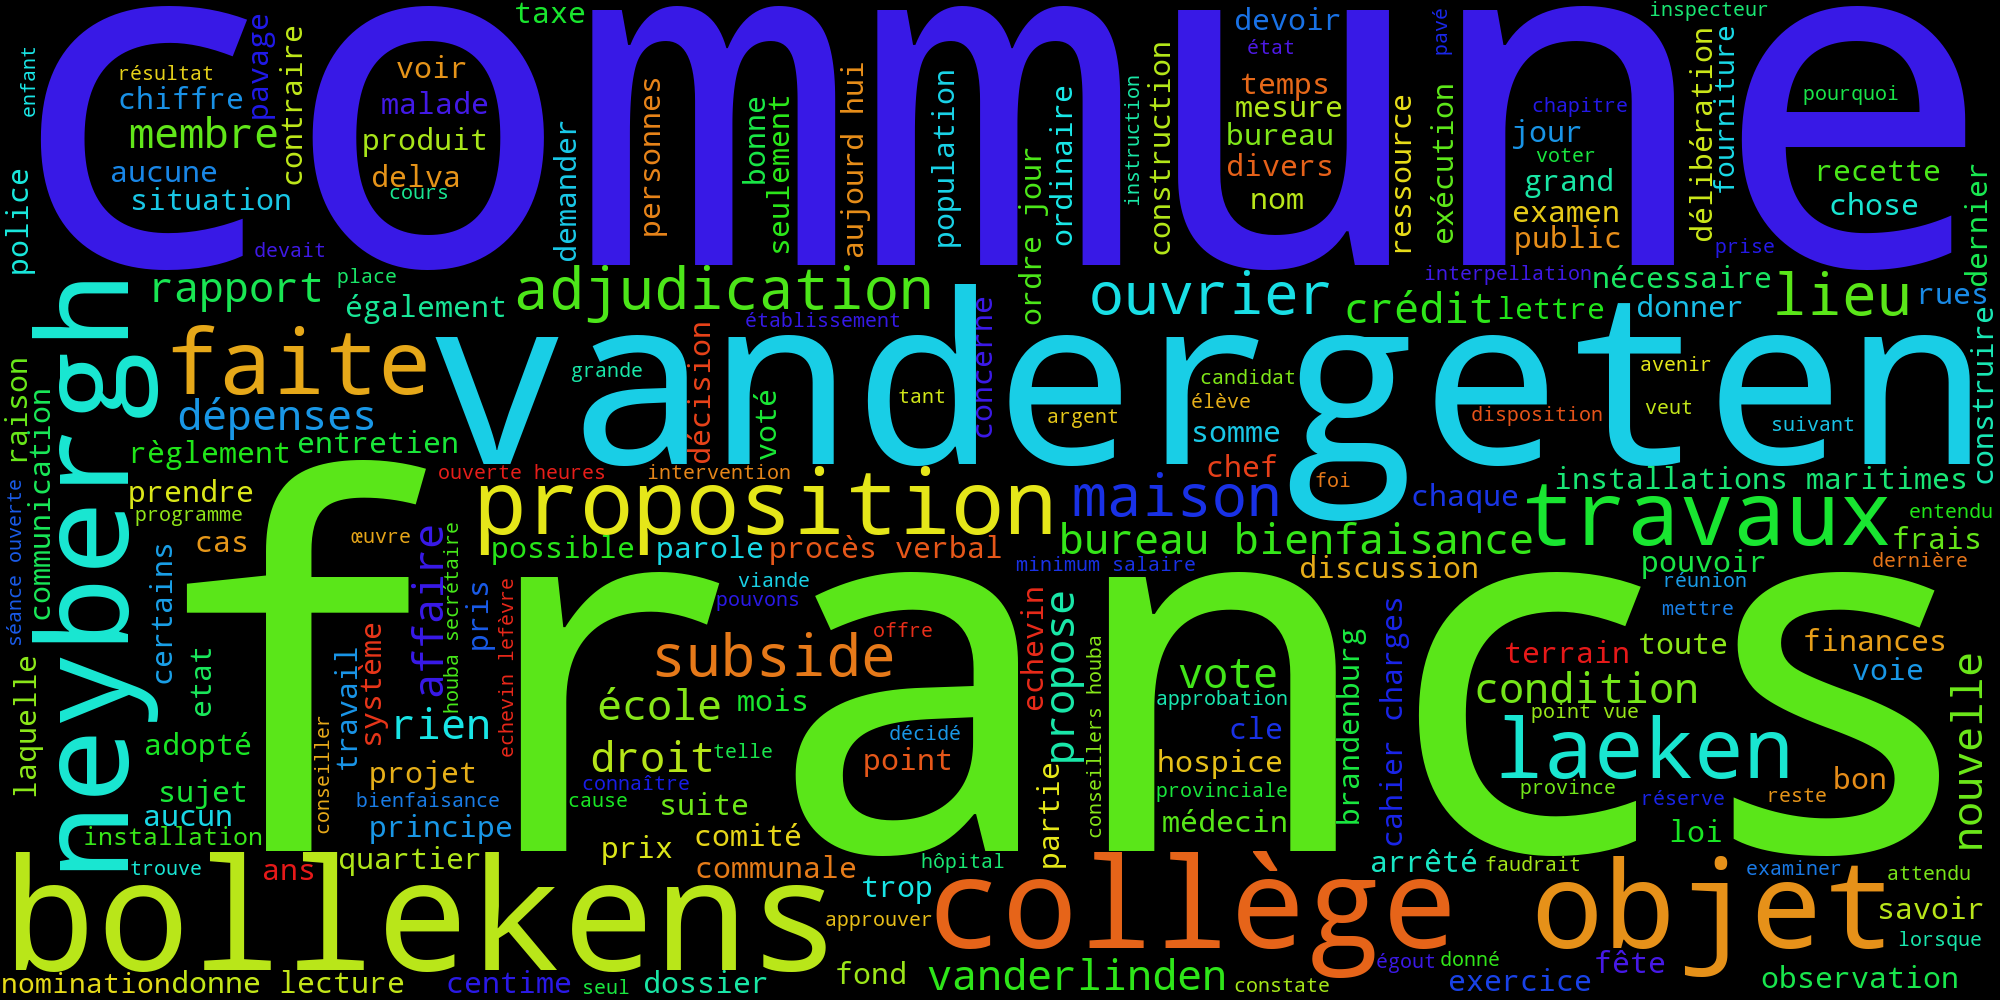 commune
taxe
devoir
inspecteur
pavage
pavé
état
enfant
résultat
contraire
voir
chiffre
malade
membre
produit
aucune
delva
cours
situation
devait
demander
personnes
bonne
seulement
aujourd hui
population
ordre jour
ordinaire
instruction
construction
temps
mesure
bureau
divers
nom
ressource
exécution
chapitre
jour
voter
grand
examen
public
délibération
fourniture
pourquoi
recette
chose
prise
dernier
police
rapport
place
également
adjudication
établissement
ouvrier
interpellation
nécessaire
crédit
lettre
donner
lieu
rues
neybergh
faite
vandergeten
grande
décision
voté
tant
concerne
argent
candidat
élève
somme
chef
foi
disposition
avenir
veut
suivant
construire
raison
communication
dépenses
règlement
entretien
ouverte heures
intervention
prendre
programme
proposition
maison
chaque
installations maritimes
travaux
entendu
cas
œuvre
possible
parole
procès verbal
bureau bienfaisance
frais
séance ouverte
minimum salaire
discussion
pouvoir
dernière
francs
certains
affaire
houba secrétaire
pris
echevin lefèvre
viande
pouvons
réunion
mettre
subside
offre
echevin
propose
conseillers houba
brandenburg
cahier charges
terrain
toute
finances
voie
laquelle
etat
système
travail
conseiller
rien
école
mois
vote
approbation
condition
point vue
nouvelle
adopté
droit
telle
décidé
point
cle
laeken
projet
connaître
hospice
bon
sujet
bienfaisance
cause
suite
provinciale
province
réserve
reste
aucun
principe
médecin
loi
installation
prix
comité
partie
trouve
ans
quartier
communale
hôpital
trop
arrêté
faudrait
examiner
attendu
bollekens
approuver
collège
objet
savoir
lorsque
nomination
donne lecture
centime
seul
dossier
fond
vanderlinden
constate
égout
donné
exercice
fête
observation